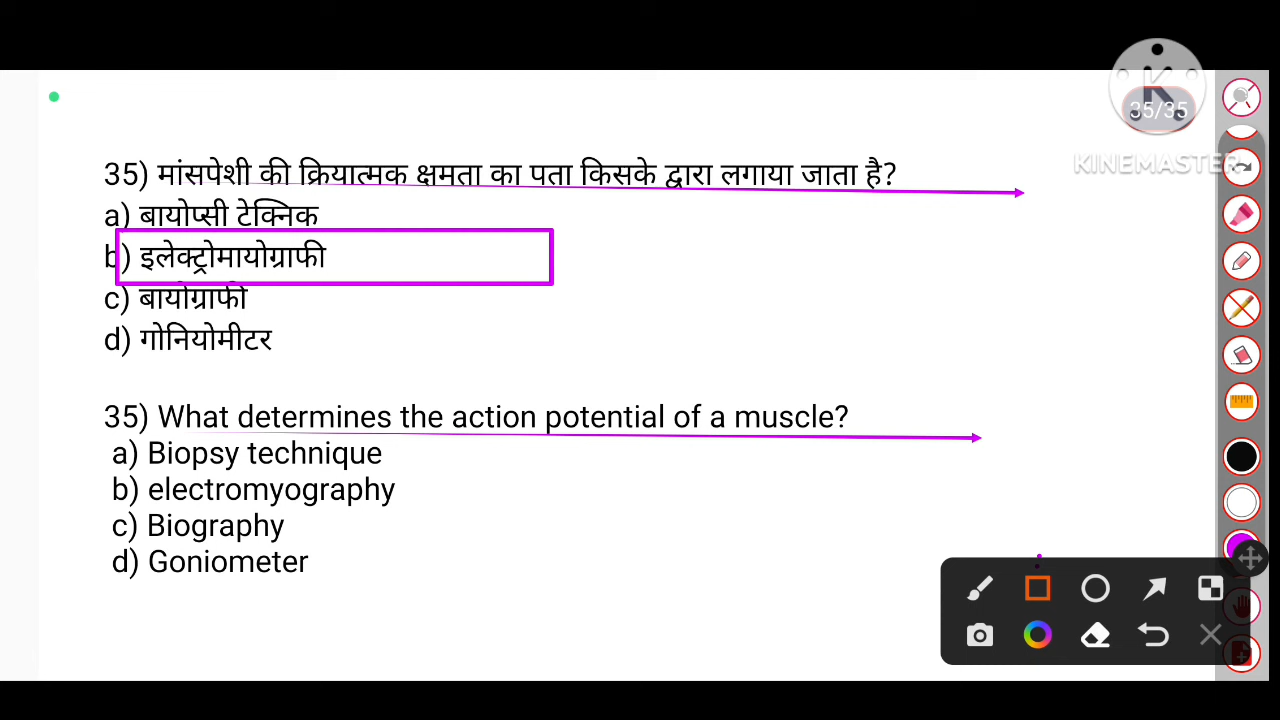 35/35
KINEMASTER
35) मांसपेशी की क्रियात्मक क्षमता का पता किसके द्वारा लगाया जाता है?
a) बायोप्सी टेक्निक
b) इलेक्ट्रोमायोग्राफी
c) बायोग्राफी
d) गोनियोमीटर
35) What determines the action potential of a muscle?
a) Biopsy technique
b) electromyography
c) Biography
d) Goniometer